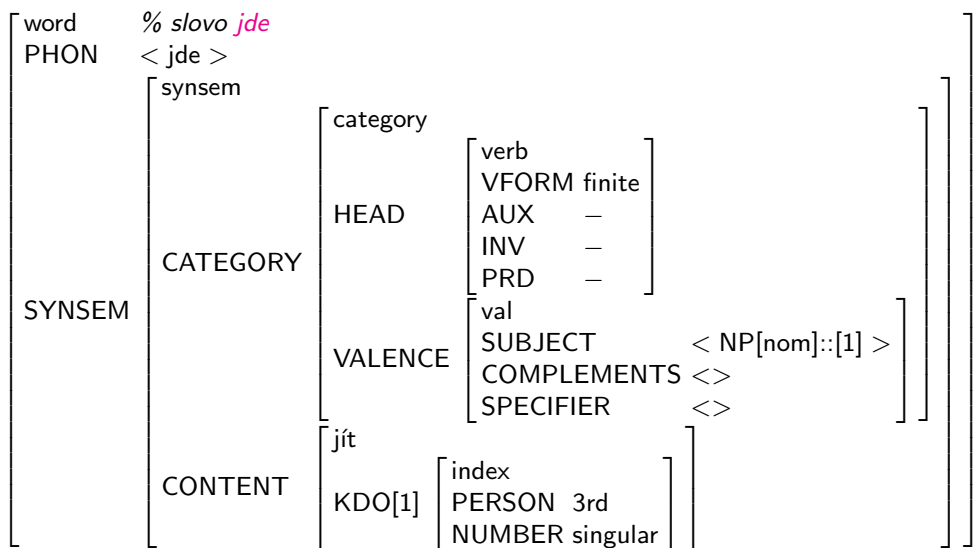 word % slovo jde
PHON < jde >
synsem
category
verb
VFORM finite
HEAD AUX −
INV −
CATEGORY PRD −
SYNSEM val
SUBJECT < NP[nom]::[1] >
VALENCE COMPLEMENTS <>
SPECIFIER <>
jít
CONTENT index
KDO[1] PERSON 3rd
NUMBER singular